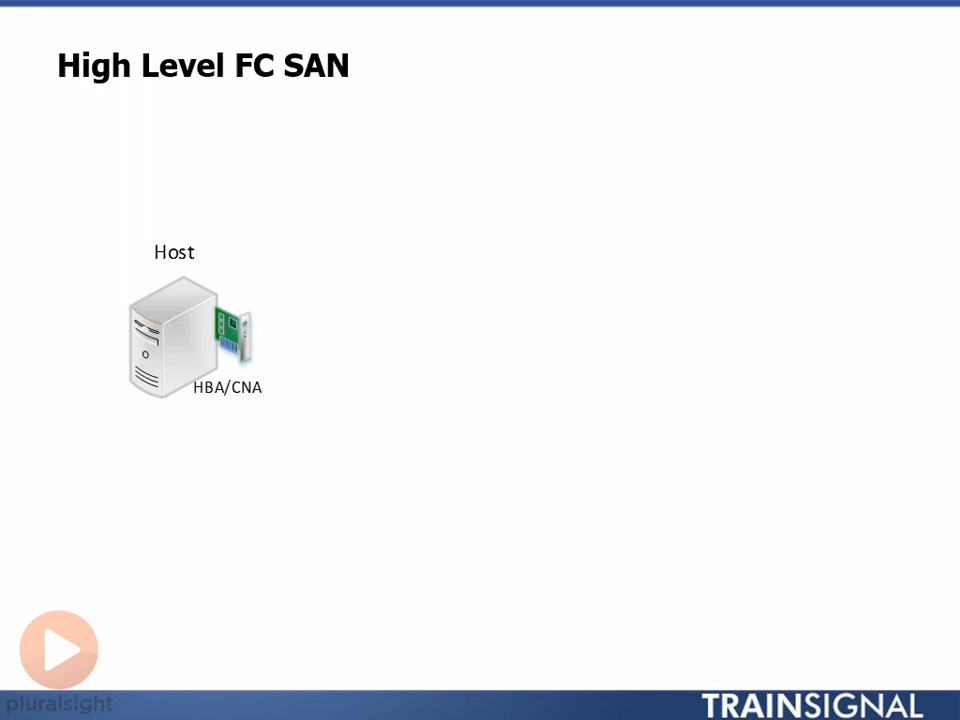 High Level FC SAN
Host
HBA/CNA
pluralsight
TRAINSIGNAL